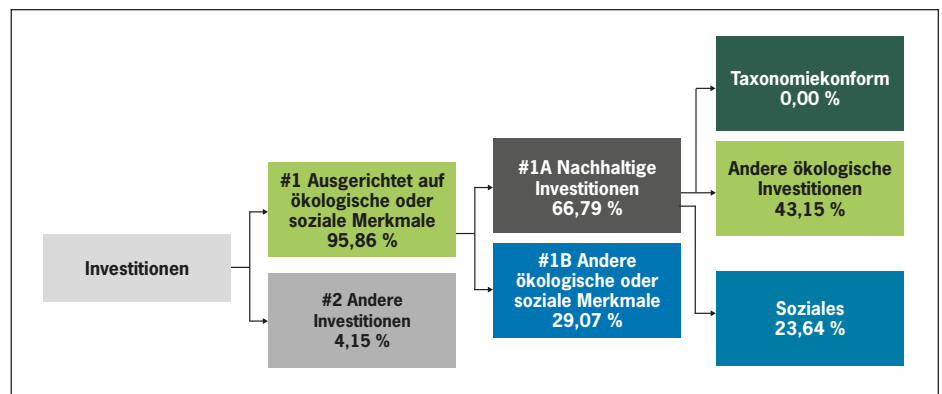 Investitionen
#1 Ausgerichtet auf
ökologische oder
soziale Merkmale
95,86 %
#2 Andere
Investitionen
4,15 %
#1A Nachhaltige
Investitionen
66,79 %
#1B Andere
ökologische oder
soziale Merkmale
29,07 %
Taxonomiekonform
0,00 %
Andere ökologische
Investitionen
43,15 %
Soziales
23,64 %